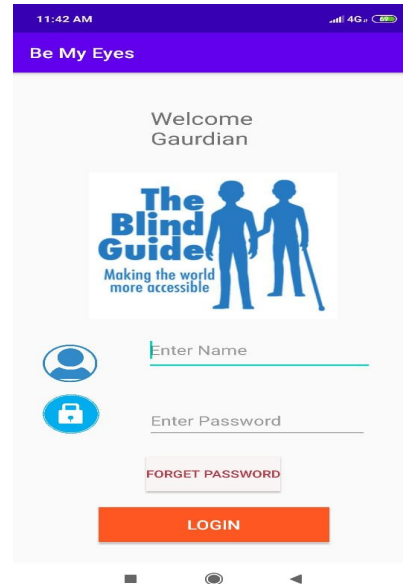 11:42 AM
4G
69
Be My Eyes
Welcome
Gaurdian
The
Blind
Guide
Making the world
more accessible
Enter Name
Enter Password
FORGET PASSWORD
LOGIN